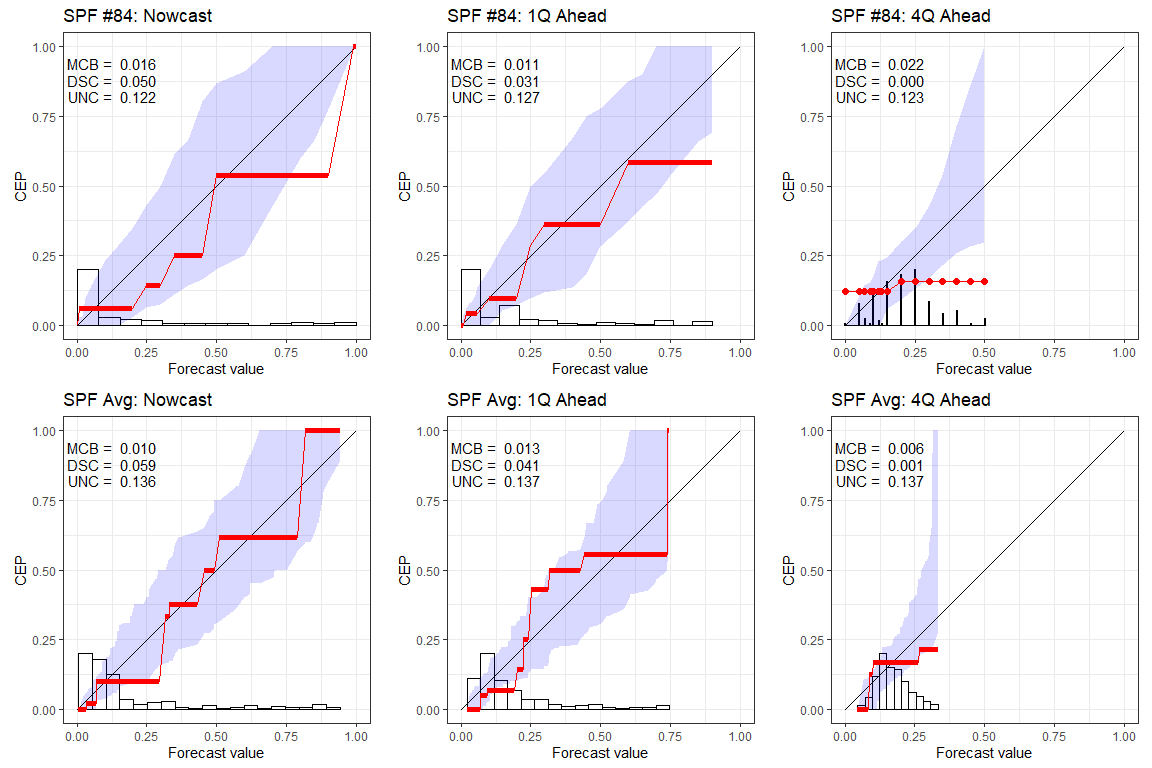 SPF #84: Nowcast
MCB = 0.016
DSC = 0.050
UNC = 0.122
CEP
1.00
0.75
0.50
0.25
0.00
0.00 0.25 0.50 0.75 1.00
Forecast value
SPF #84: 1Q Ahead
MCB = 0.011
DSC = 0.031
UNC = 0.127
CEP
1.00
0.75
0.50
0.25
0.00
0.00 0.25 0.50 0.75 1.00
Forecast value
SPF #84: 4Q Ahead
MCB = 0.022
DSC = 0.000
UNC = 0.123
CEP
1.00
0.75
0.50
0.25
0.00
0.00 0.25 0.50 0.75 1.00
Forecast value
SPF Avg: Nowcast
MCB = 0.010
DSC = 0.059
UNC = 0.136
CEP
1.00
0.75
0.50
0.25
0.00
0.00 0.25 0.50 0.75 1.00
Forecast value
SPF Avg: 1Q Ahead
MCB = 0.013
DSC = 0.041
UNC = 0.137
CEP
1.00
0.75
0.50
0.25
0.00
0.00 0.25 0.50 0.75 1.00
Forecast value
SPF Avg: 4Q Ahead
MCB = 0.006
DSC = 0.001
UNC = 0.137
CEP
1.00
0.75
0.50
0.25
0.00
0.00 0.25 0.50 0.75 1.00
Forecast value